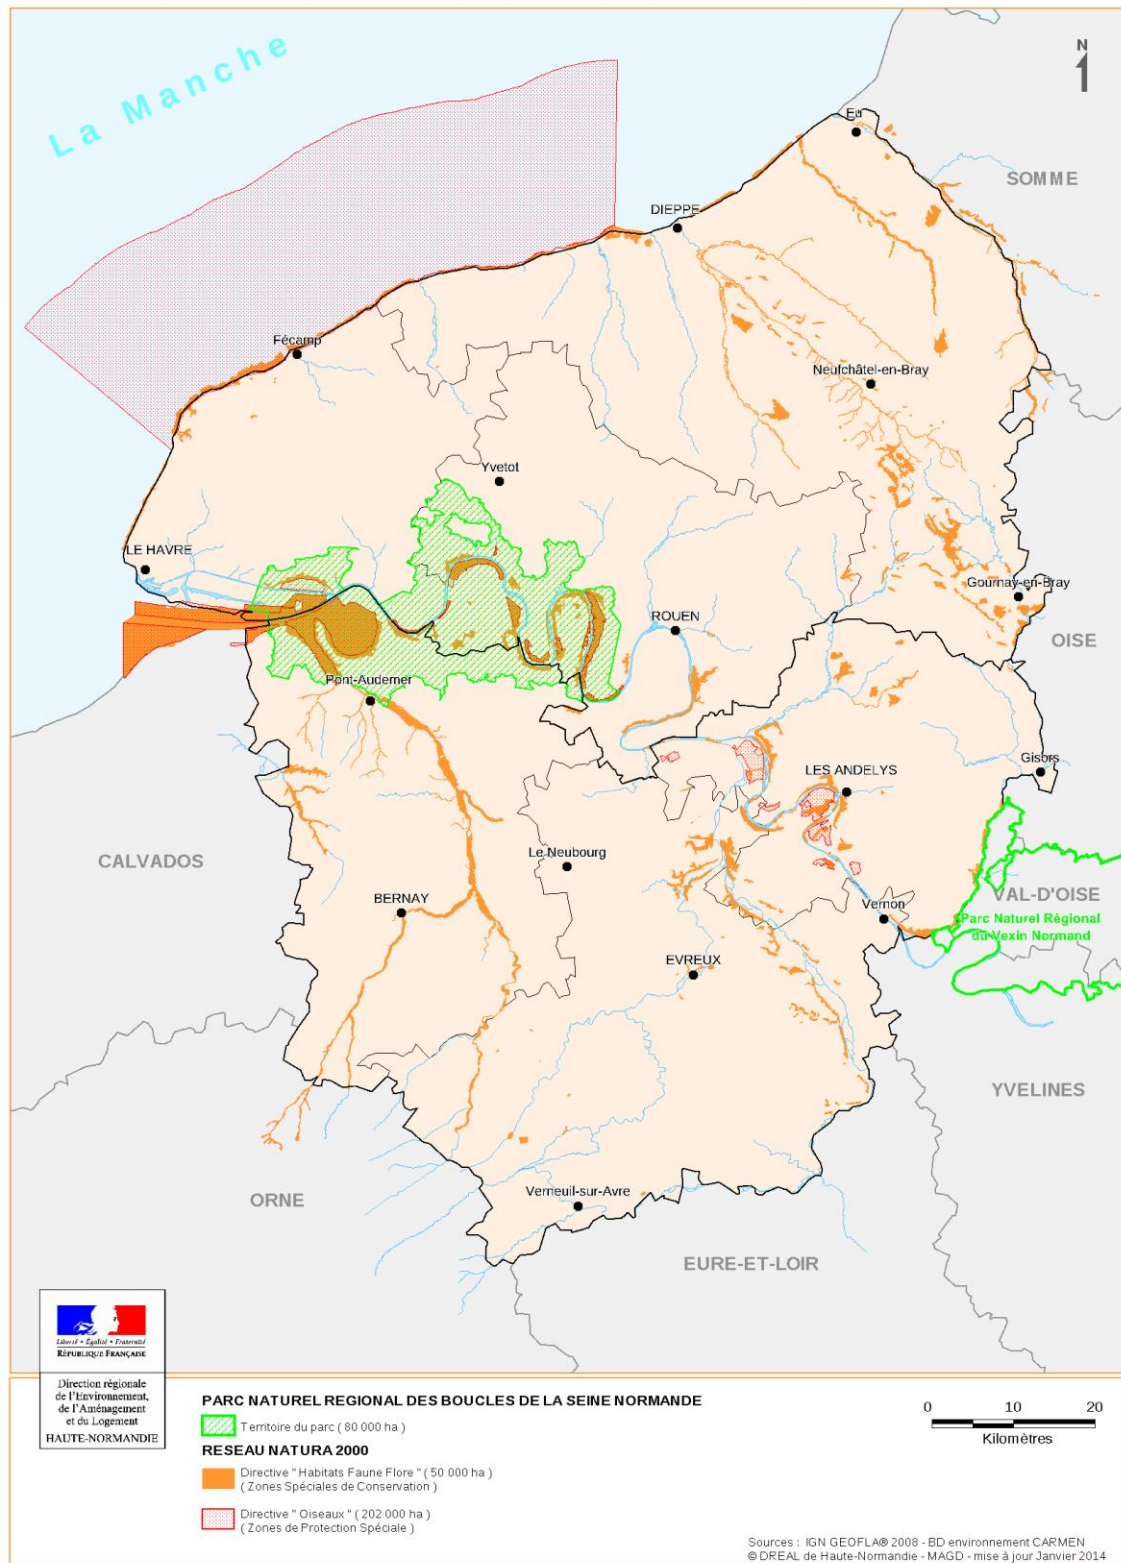 La Manche
N
Eu
SOMME
DIEPPE
Fécamp
Neufchâtel-en-Bray
Yvetot
LE HAVRE
Gournay-en-Bray
ROUEN
OISE
Pont-Audemer
Gisors
LES ANDELYS
CALVADOS
Le Neubourg
BERNAY
VAL-D'OISE
Vernon
Parc Naturel Régional
du Vexin Normand
EVREUX
YVELINES
ORNE
Verneuil-sur-Avre
EURE-ET-LOIR
Liberté • Égalité • Fraternité
RÉPUBLIQUE FRANÇAISE
Direction régionale
de l'Environnement,
de l'Aménagement
et du Logement
HAUTE-NORMANDIE
PARC NATUREL REGIONAL DES BOUCLES DE LA SEINE NORMANDE
Territoire du parc ( 80 000 ha )
RESEAU NATURA 2000
Directive " Habitats Faune Flore " ( 50 000 ha )
( Zones Spéciales de Conservation )
Directive " Oiseaux " ( 202 000 ha )
( Zones de Protection Spéciale )
0 10 20
Kilomètres
Sources : IGN GEOFLA® 2008 - BD environnement CARMEN
© DREAL de Haute-Normandie - MAGD - mise à jour Janvier 2014